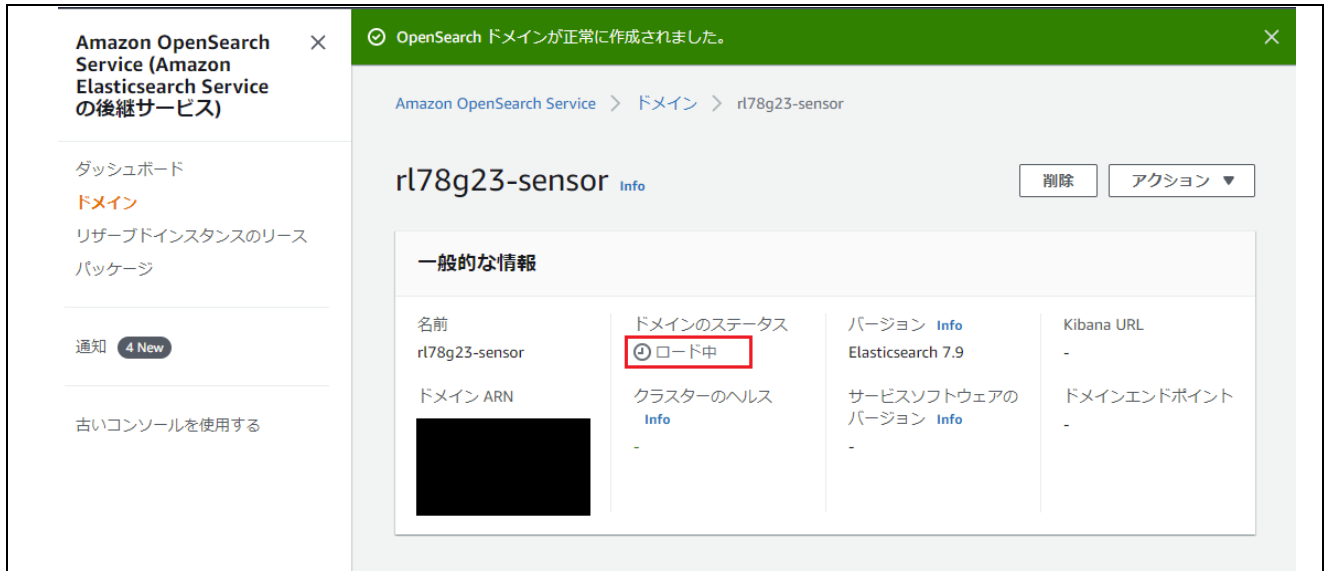 Amazon OpenSearch
Service (Amazon
Elasticsearch Service
の後継サービス)
ダッシュボード
ドメイン
リザーブドインスタンスのリース
パッケージ
通知 4 New
古いコンソールを使用する
OpenSearch ドメインが正常に作成されました。
Amazon OpenSearch Service > ドメイン > rl78g23-sensor
rl78g23-sensor Info
削除
アクション ▼
一般的な情報
名前
rl78g23-sensor
ドメインのステータス
ロード中
バージョン Info
Elasticsearch 7.9
Kibana URL
-
ドメイン ARN
クラスターのヘルス
Info
-
サービスソフトウェアの
バージョン Info
-
ドメインエンドポイント
-